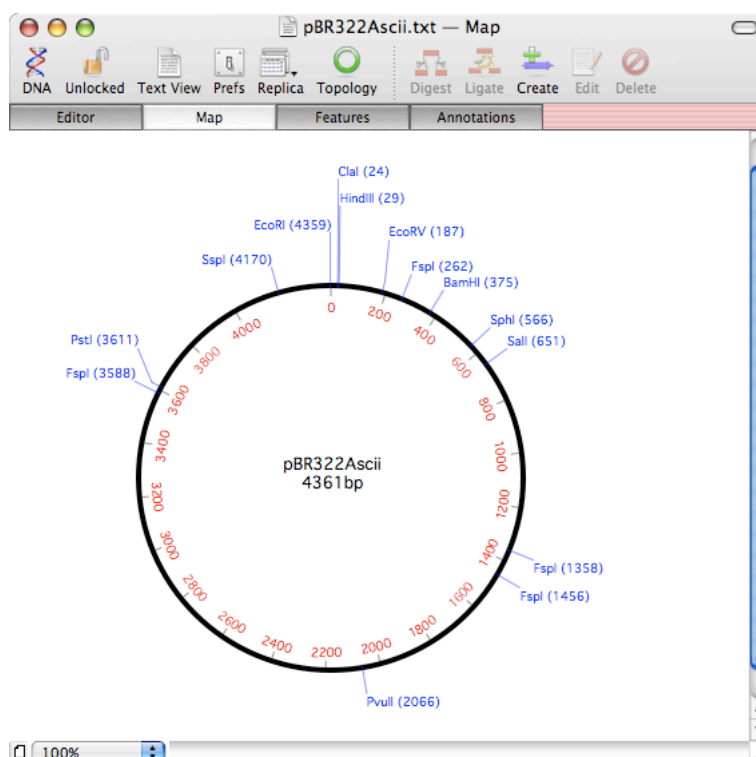 pBR322Ascii.txt — Map
DNA Unlocked Text View Prefs Replica Topology Digest Ligate Create Edit Delete
Editor Map Features Annotations
ClaI (24)
HindIII (29)
EcoRI (4359)
EcoRV (187)
SspI (4170)
FspI (262)
BamHI (375)
SphI (566)
SalI (651)
PstI (3611)
FspI (3588)
0
200
400
600
800
1000
1200
1400
1600
1800
2000
2200
2400
2600
2800
3000
3200
3400
3600
3800
4000
pBR322Ascii
4361bp
FspI (1358)
FspI (1456)
PvuII (2066)
100%